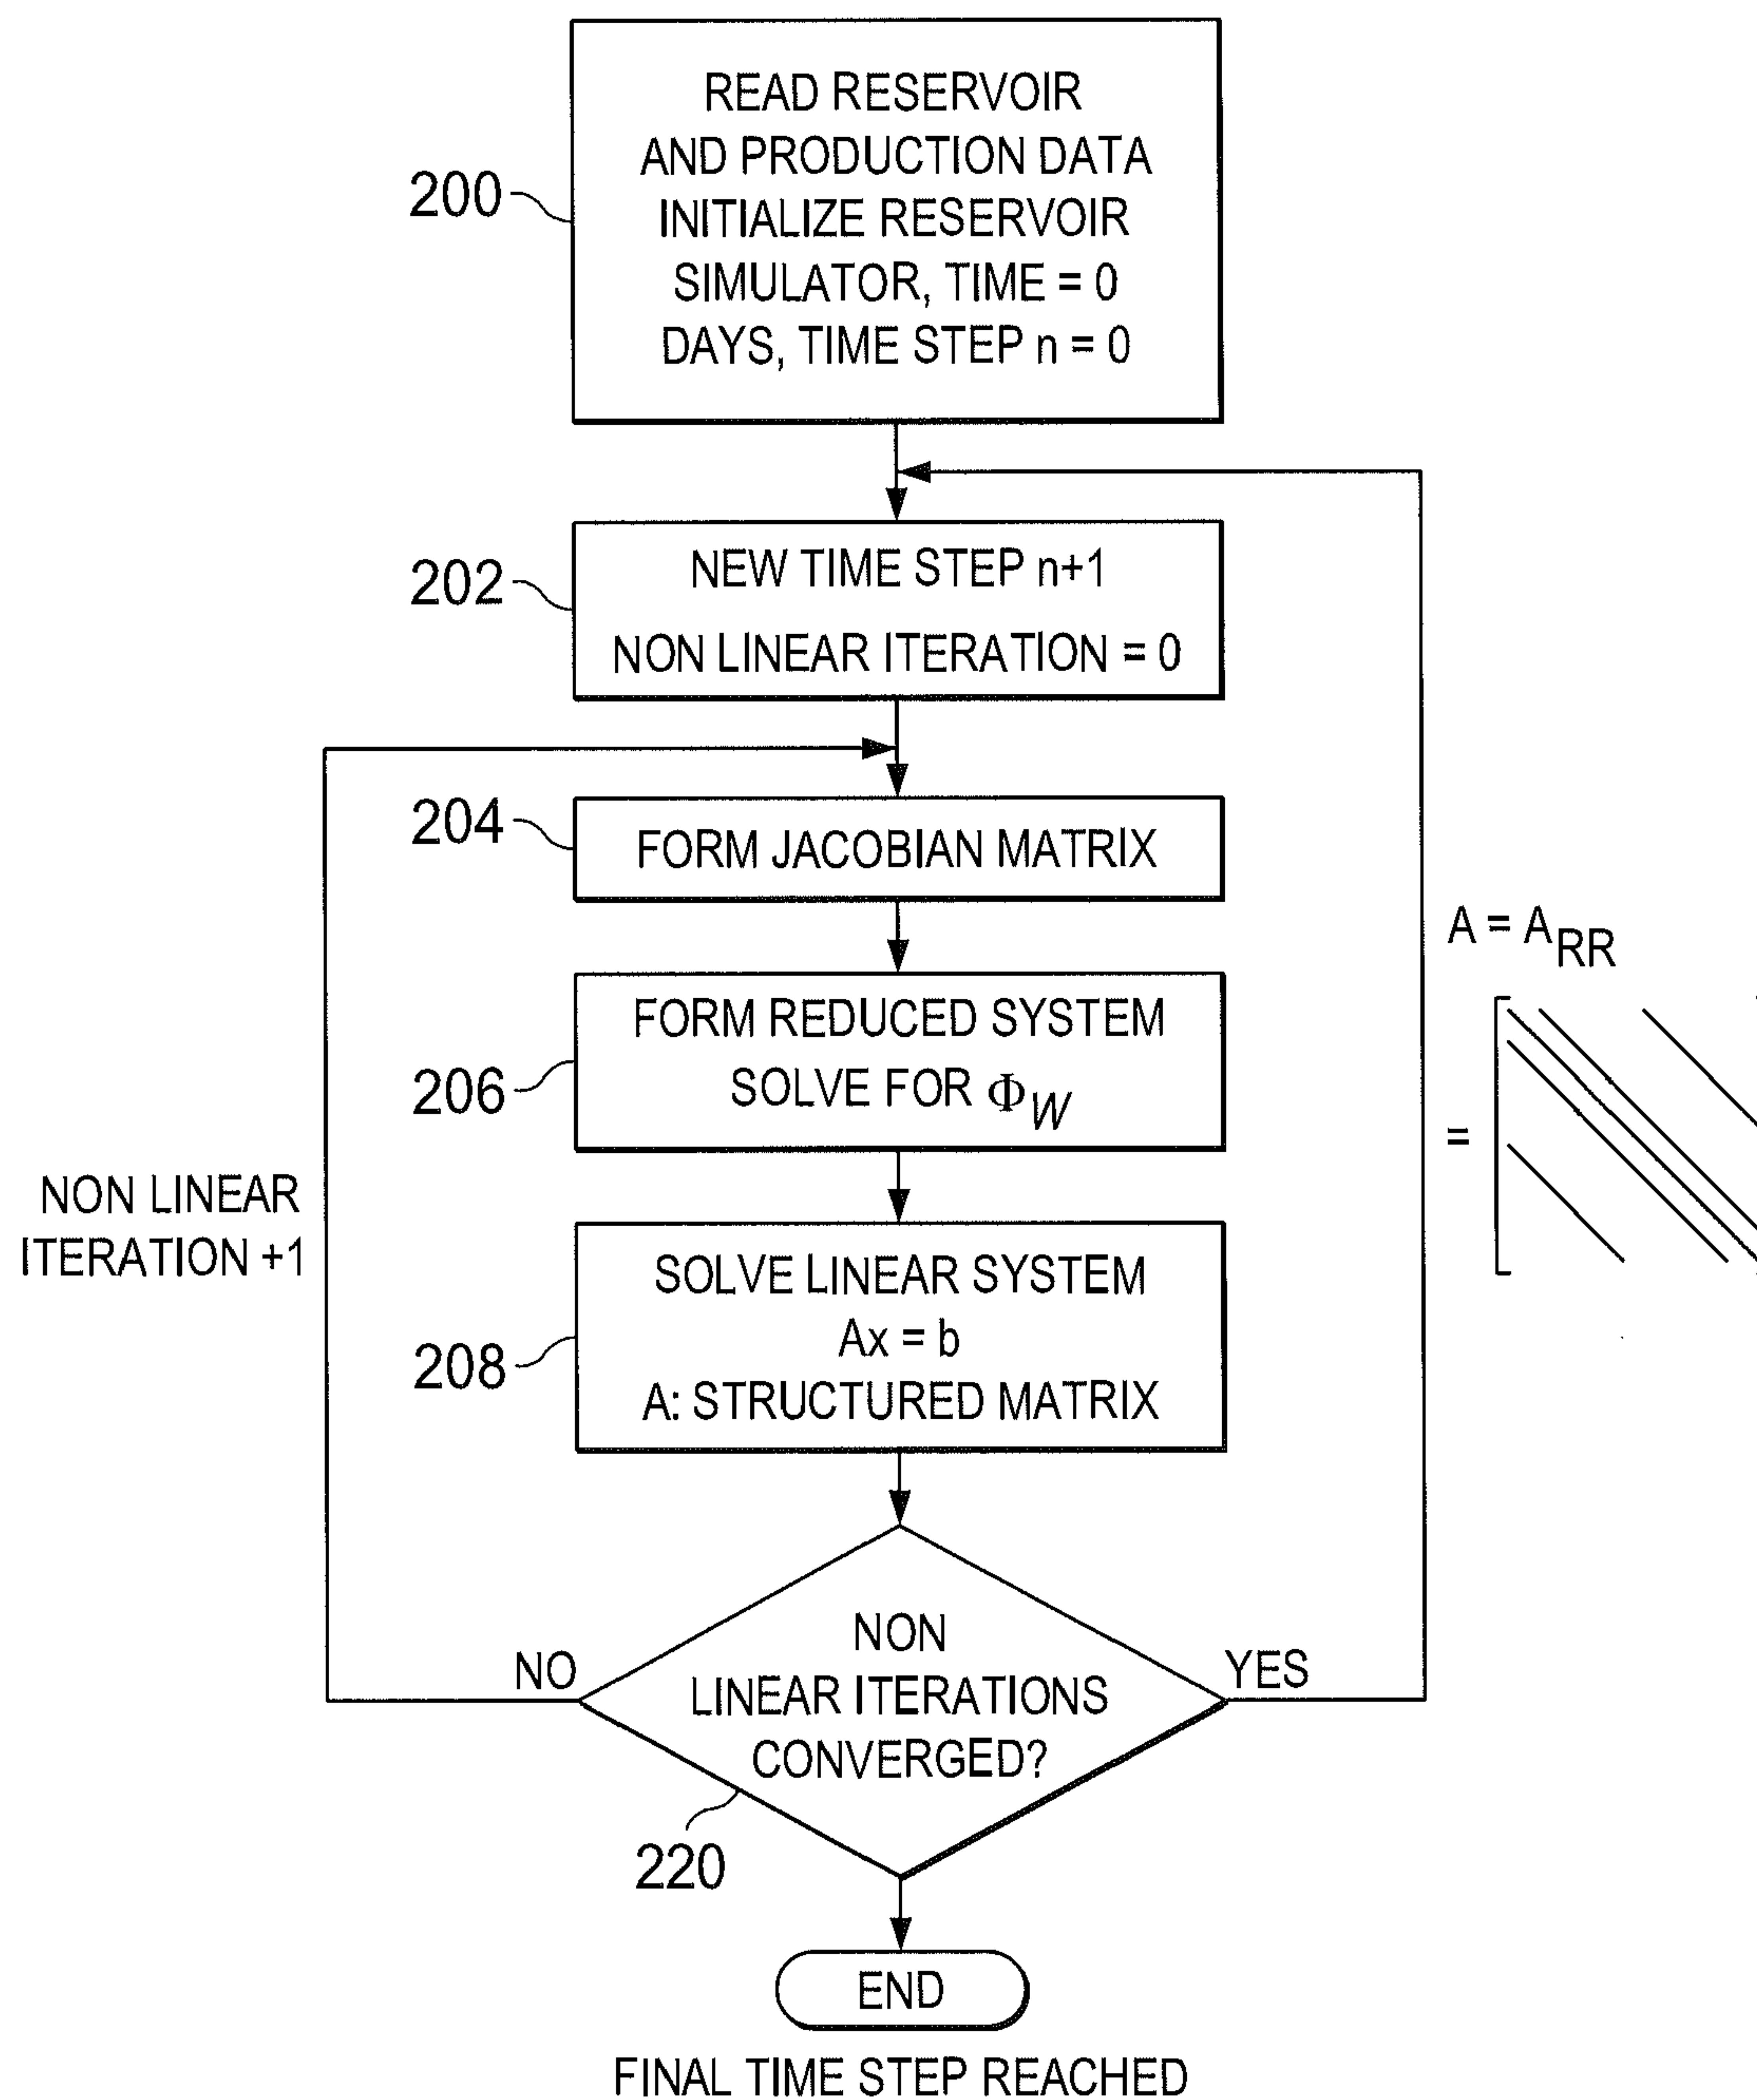 READ RESERVOIR
AND PRODUCTION DATA
INITIALIZE RESERVOIR
SIMULATOR, TIME = 0
DAYS, TIME STEP n = 0
200
NEW TIME STEP n+1
NON LINEAR ITERATION = 0
202
FORM JACOBIAN MATRIX
204
A = A_RR
=
FORM REDUCED SYSTEM
SOLVE FOR Φ_W
206
NON LINEAR
ITERATION +1
SOLVE LINEAR SYSTEM
Ax = b
A: STRUCTURED MATRIX
208
NO
NON
LINEAR ITERATIONS
CONVERGED?
YES
220
END
FINAL TIME STEP REACHED